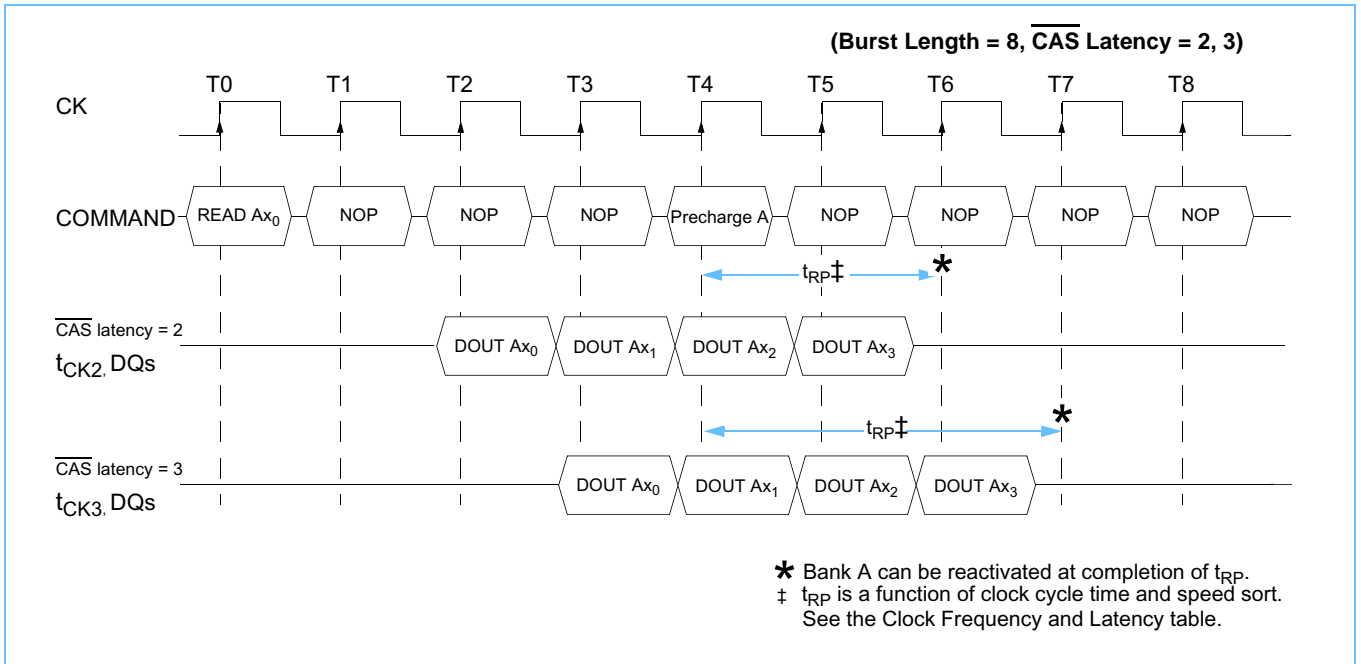 (Burst Length = 8, CAS Latency = 2, 3)
T0 T1 T2 T3 T4 T5 T6 T7 T8
CK
COMMAND READ Ax0 NOP NOP NOP Precharge A NOP NOP NOP NOP
tRP‡ *
CAS latency = 2
tCK2, DQs
DOUT Ax0 DOUT Ax1 DOUT Ax2 DOUT Ax3
tRP‡ *
CAS latency = 3
tCK3, DQs
DOUT Ax0 DOUT Ax1 DOUT Ax2 DOUT Ax3
* Bank A can be reactivated at completion of tRP.
‡ tRP is a function of clock cycle time and speed sort.
See the Clock Frequency and Latency table.